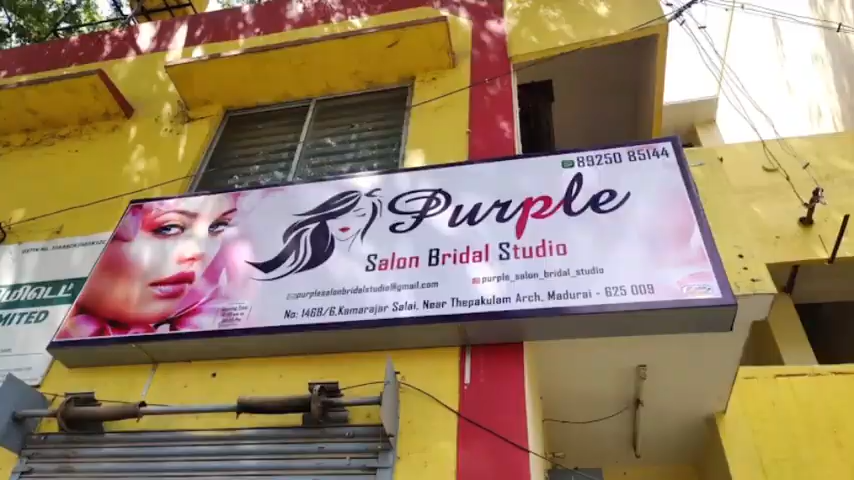 89250 85144
Purple
Salon Bridal Studio
purplesalonbridalstudio@gmail.com
purple_salon_bridal_studio
No: 146B/6,Kamarajar Salai, Near Thepakulam Arch, Madurai - 625 009
மிடெட்
MITED